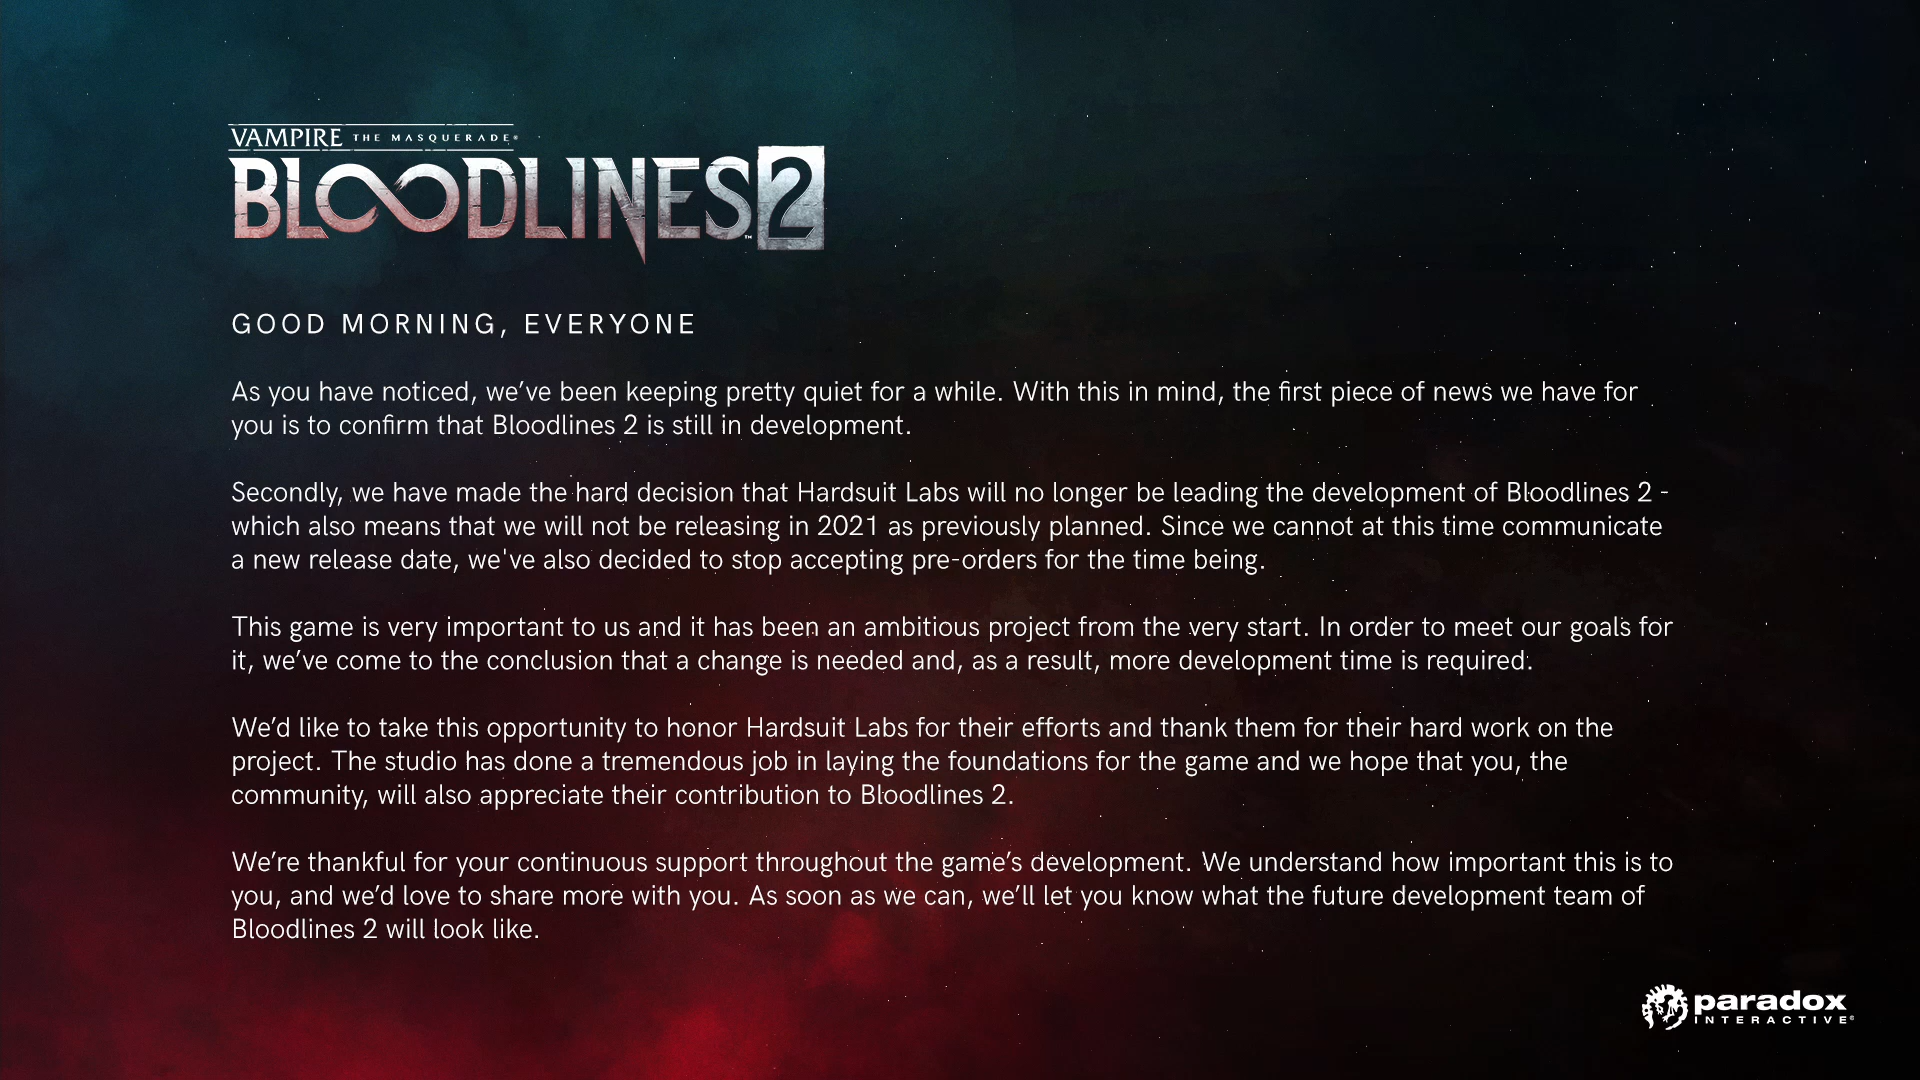 VAMPIRE THE MASQUERADE®
BLOODLINES 2™
GOOD MORNING, EVERYONE
As you have noticed, we’ve been keeping pretty quiet for a while. With this in mind, the first piece of news we have for
you is to confirm that Bloodlines 2 is still in development.
Secondly, we have made the hard decision that Hardsuit Labs will no longer be leading the development of Bloodlines 2 -
which also means that we will not be releasing in 2021 as previously planned. Since we cannot at this time communicate
a new release date, we've also decided to stop accepting pre-orders for the time being.
This game is very important to us and it has been an ambitious project from the very start. In order to meet our goals for
it, we’ve come to the conclusion that a change is needed and, as a result, more development time is required.
We’d like to take this opportunity to honor Hardsuit Labs for their efforts and thank them for their hard work on the
project. The studio has done a tremendous job in laying the foundations for the game and we hope that you, the
community, will also appreciate their contribution to Bloodlines 2.
We’re thankful for your continuous support throughout the game’s development. We understand how important this is to
you, and we’d love to share more with you. As soon as we can, we’ll let you know what the future development team of
Bloodlines 2 will look like.
paradox
INTERACTIVE®